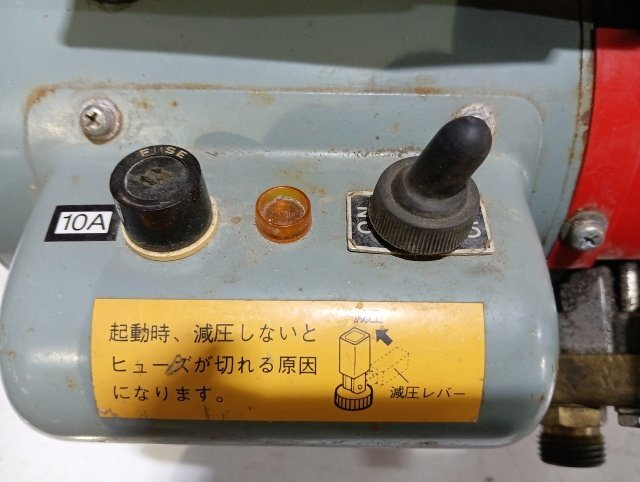 FUSE
10A
ON
起動時、減圧しないと
ヒューズが切れる原因
になります。
減圧レバー